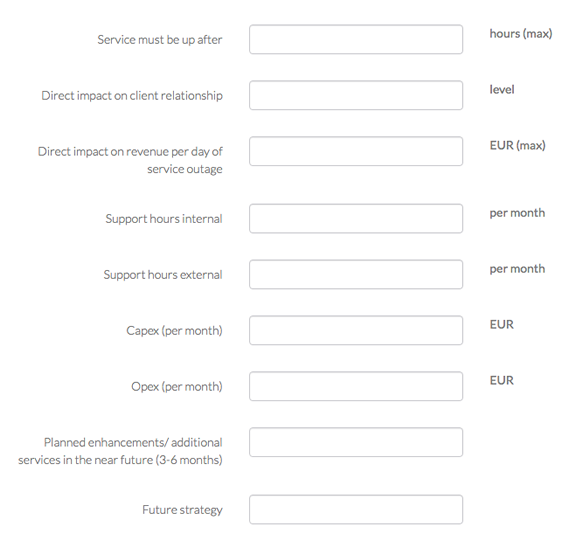 Service must be up after
hours (max)
Direct impact on client relationship
level
Direct impact on revenue per day of
service outage
EUR (max)
Support hours internal
per month
Support hours external
per month
Capex (per month)
EUR
Opex (per month)
EUR
Planned enhancements/ additional
services in the near future (3-6 months)
Future strategy